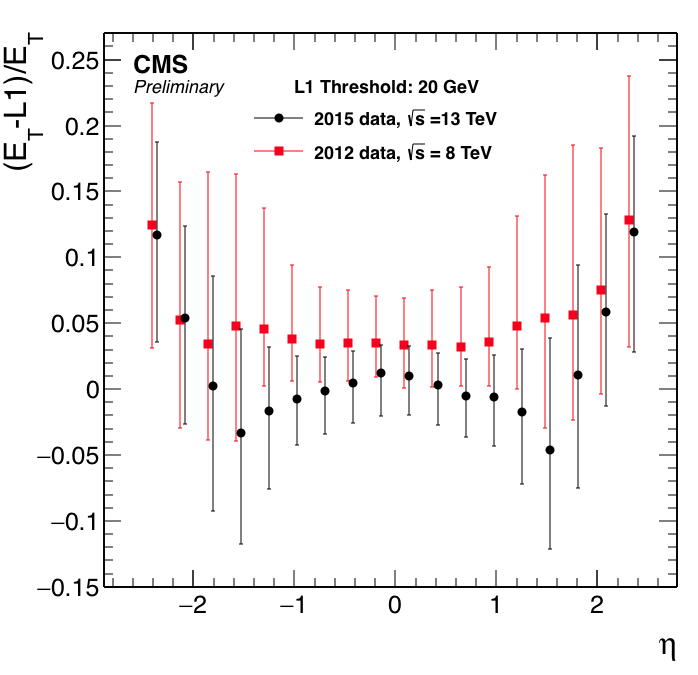 (E_T-L1)/E_T
CMS
Preliminary
L1 Threshold: 20 GeV
2015 data, √s =13 TeV
2012 data, √s = 8 TeV
0.25
0.2
0.15
0.1
0.05
0
−0.05
−0.1
−0.15
−2 −1 0 1 2
η